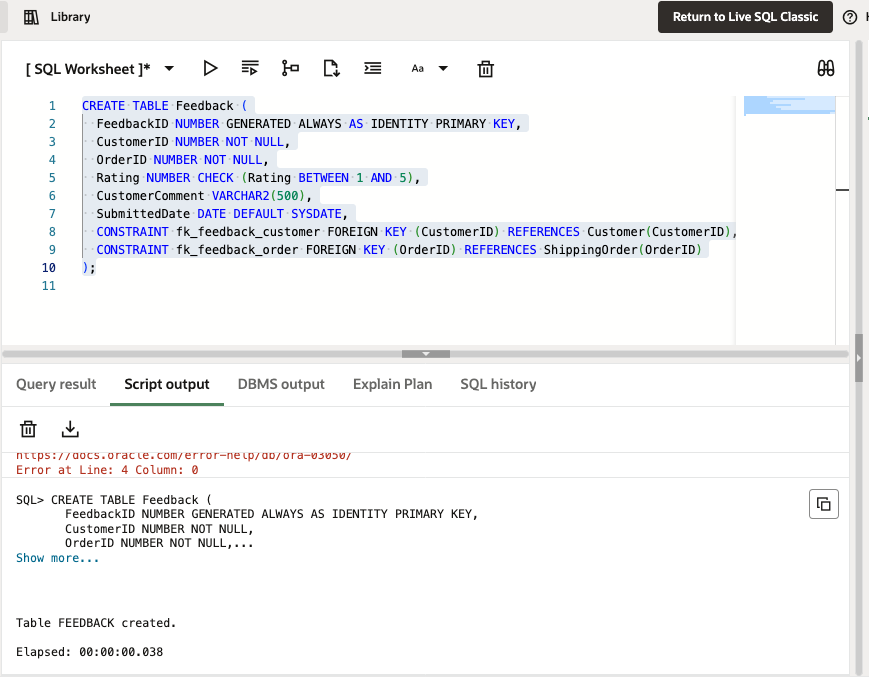 Library
Return to Live SQL Classic
[ SQL Worksheet ]*
Aa
1 CREATE TABLE Feedback (
2 FeedbackID NUMBER GENERATED ALWAYS AS IDENTITY PRIMARY KEY,
3 CustomerID NUMBER NOT NULL,
4 OrderID NUMBER NOT NULL,
5 Rating NUMBER CHECK (Rating BETWEEN 1 AND 5),
6 CustomerComment VARCHAR2(500),
7 SubmittedDate DATE DEFAULT SYSDATE,
8 CONSTRAINT fk_feedback_customer FOREIGN KEY (CustomerID) REFERENCES Customer(CustomerID),
9 CONSTRAINT fk_feedback_order FOREIGN KEY (OrderID) REFERENCES ShippingOrder(OrderID)
10 );
11
Query result Script output DBMS output Explain Plan SQL history
https://docs.oracle.com/error-help/db/ora-03050/
Error at Line: 4 Column: 0
SQL> CREATE TABLE Feedback (
FeedbackID NUMBER GENERATED ALWAYS AS IDENTITY PRIMARY KEY,
CustomerID NUMBER NOT NULL,
OrderID NUMBER NOT NULL,...
Show more...
Table FEEDBACK created.
Elapsed: 00:00:00.038